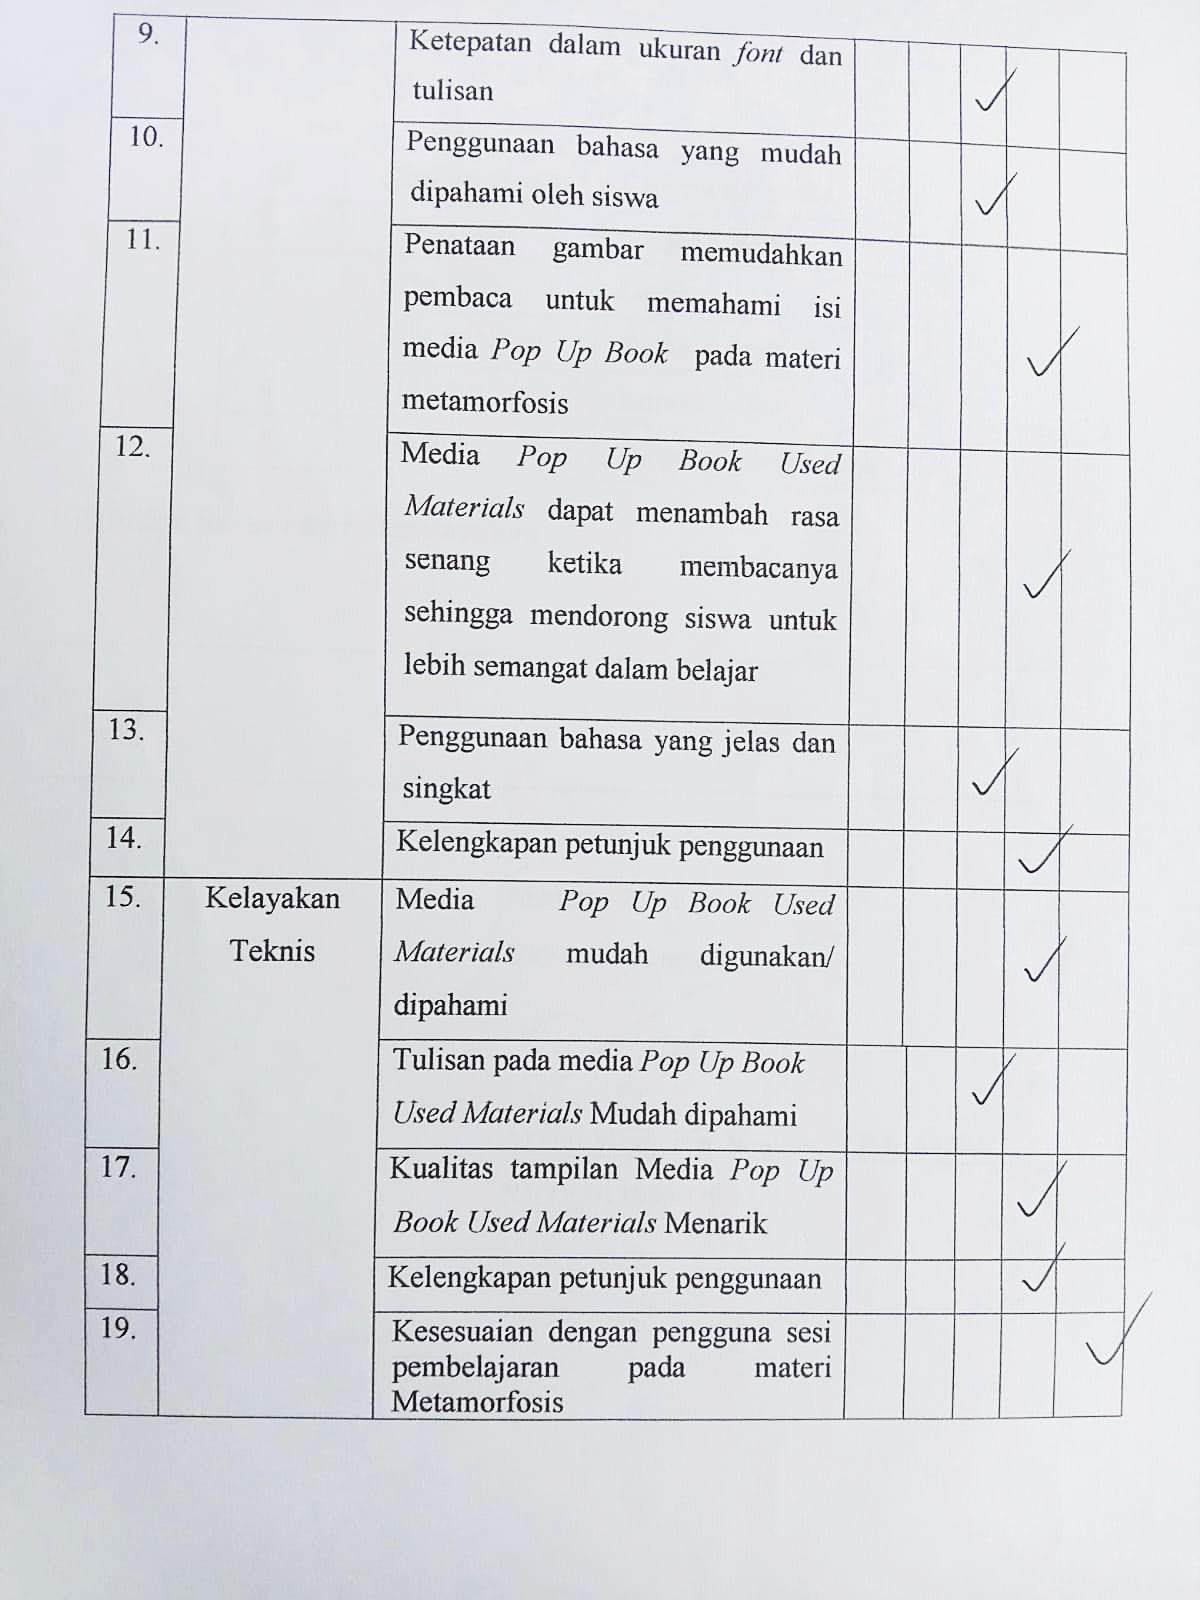 9.
Ketepatan dalam ukuran font dan
tulisan
✓
10.
Penggunaan bahasa yang mudah
dipahami oleh siswa
✓
11.
Penataan gambar memudahkan
pembaca untuk memahami isi
media Pop Up Book pada materi
metamorfosis
✓
12.
Media Pop Up Book Used
Materials dapat menambah rasa
senang ketika membacanya
sehingga mendorong siswa untuk
lebih semangat dalam belajar
✓
13.
Penggunaan bahasa yang jelas dan
singkat
✓
14.
Kelengkapan petunjuk penggunaan
✓
15.
Kelayakan
Teknis
Media Pop Up Book Used
Materials mudah digunakan/
dipahami
✓
16.
Tulisan pada media Pop Up Book
Used Materials Mudah dipahami
✓
17.
Kualitas tampilan Media Pop Up
Book Used Materials Menarik
✓
18.
Kelengkapan petunjuk penggunaan
✓
19.
Kesesuaian dengan pengguna sesi
pembelajaran pada materi
Metamorfosis
✓